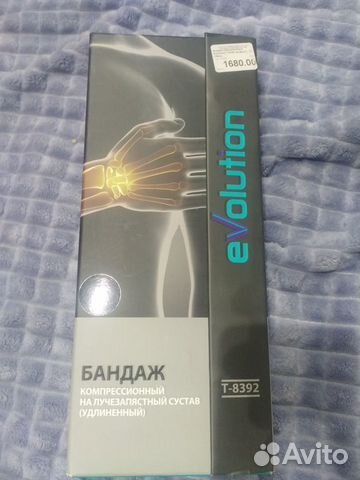 1680.00
evolution
БАНДАЖ
КОМПРЕССИОННЫЙ
НА ЛУЧЕЗАПЯСТНЫЙ СУСТАВ
(УДЛИНЕННЫЙ)
T-8392
Avito